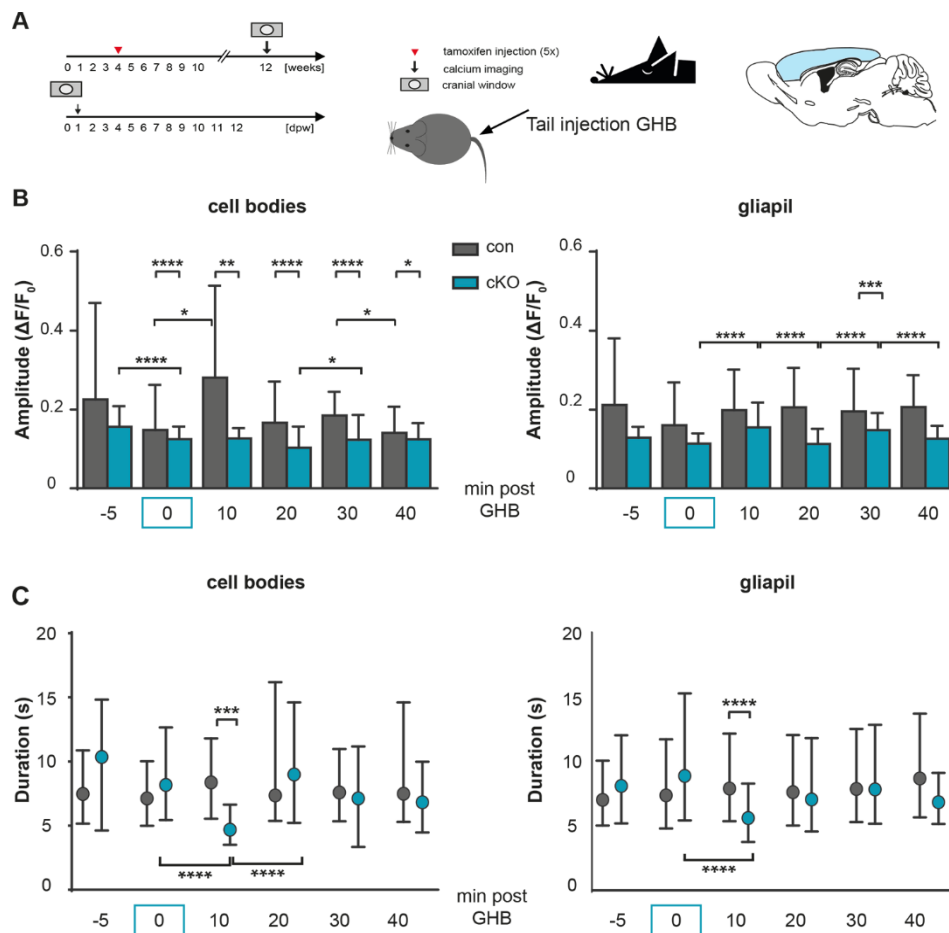 A
0 1 2 3 4 5 6 7 8 9 10 12 [weeks]
0 1 2 3 4 5 6 7 8 9 10 11 12 [dpw]
tamoxifen injection (5x)
calcium imaging
cranial window
Tail injection GHB
B
cell bodies
Amplitude (ΔF/F0)
0.6
0.4
0.2
0
**** ** **** **** *
* *
**** *
-5 0 10 20 30 40
con
cKO
min post
GHB
gliapil
Amplitude (ΔF/F0)
0.6
0.4
0.2
0
***
**** **** **** ****
-5 0 10 20 30 40
C
cell bodies
Duration (s)
20
15
10
5
0
***
**** ****
-5 0 10 20 30 40
min post
GHB
gliapil
Duration (s)
20
15
10
5
0
****
****
-5 0 10 20 30 40